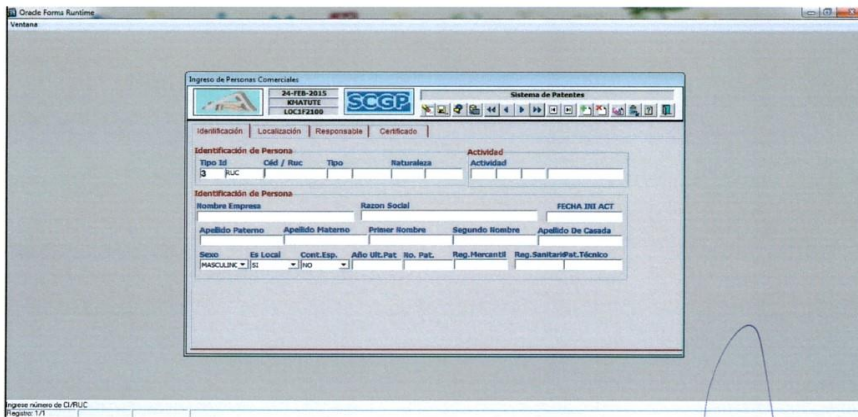 Oracle Forms Runtime
Ventana
Ingreso de Personas Comerciales
24-FEB-2015
KMATUTE
LOC1F2100
SCGP
Sistema de Patentes
Identificación Localización Responsable Certificado
Identificación de Persona Actividad
Tipo Id Céd / Ruc Tipo Naturaleza Actividad
3 RUC
Identificación de Persona
Nombre Empresa Razon Social FECHA INI ACT
Apellido Paterno Apellido Materno Primer Nombre Segundo Nombre Apellido De Casada
Sexo Es Local Cont.Esp. Año Ult.Pat No. Pat. Reg.Mercantil Reg.Sanitario Pat.Técnico
MASCULINC SI NO
Ingrese número de CI/RUC
Registro: 1/1